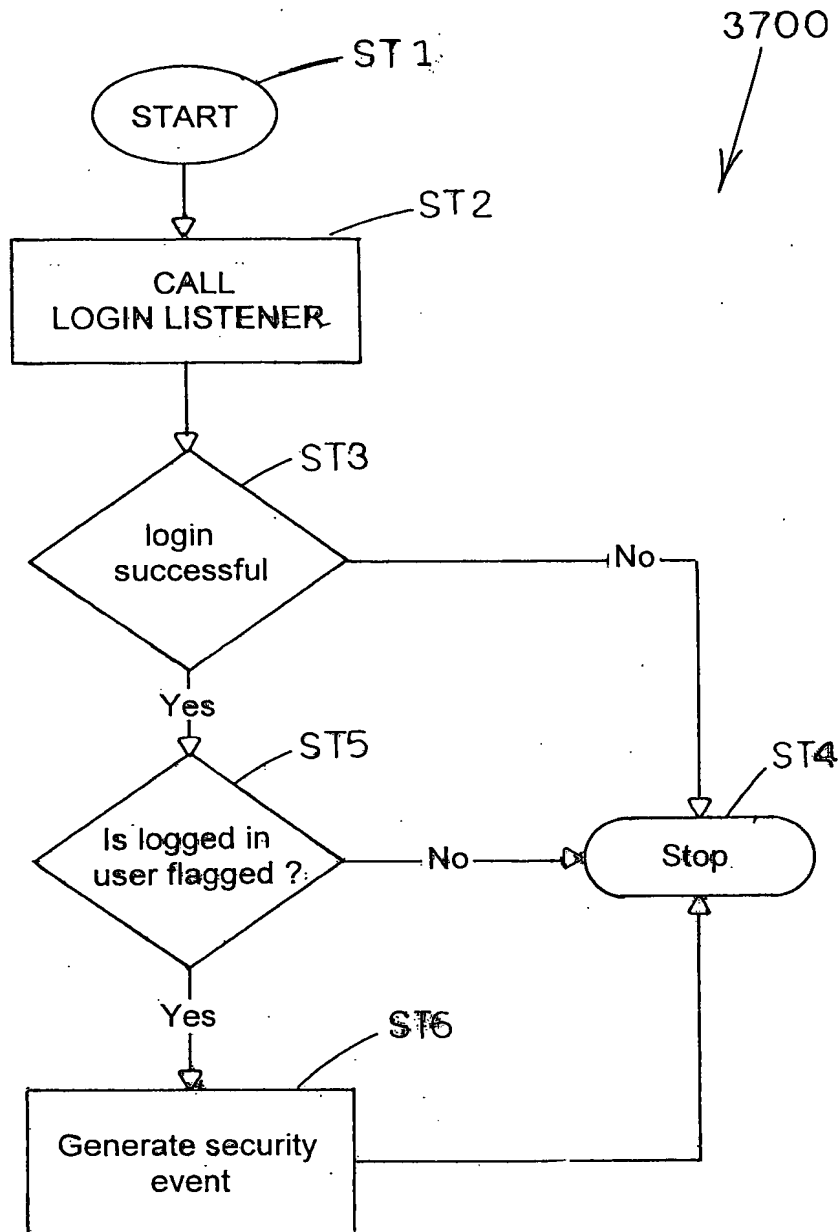 3700
ST1
START
ST2
CALL
LOGIN LISTENER
ST3
login
successful
No
Yes
ST5
ST4
Is logged in
user flagged ?
No
Stop
Yes
ST6
Generate security
event